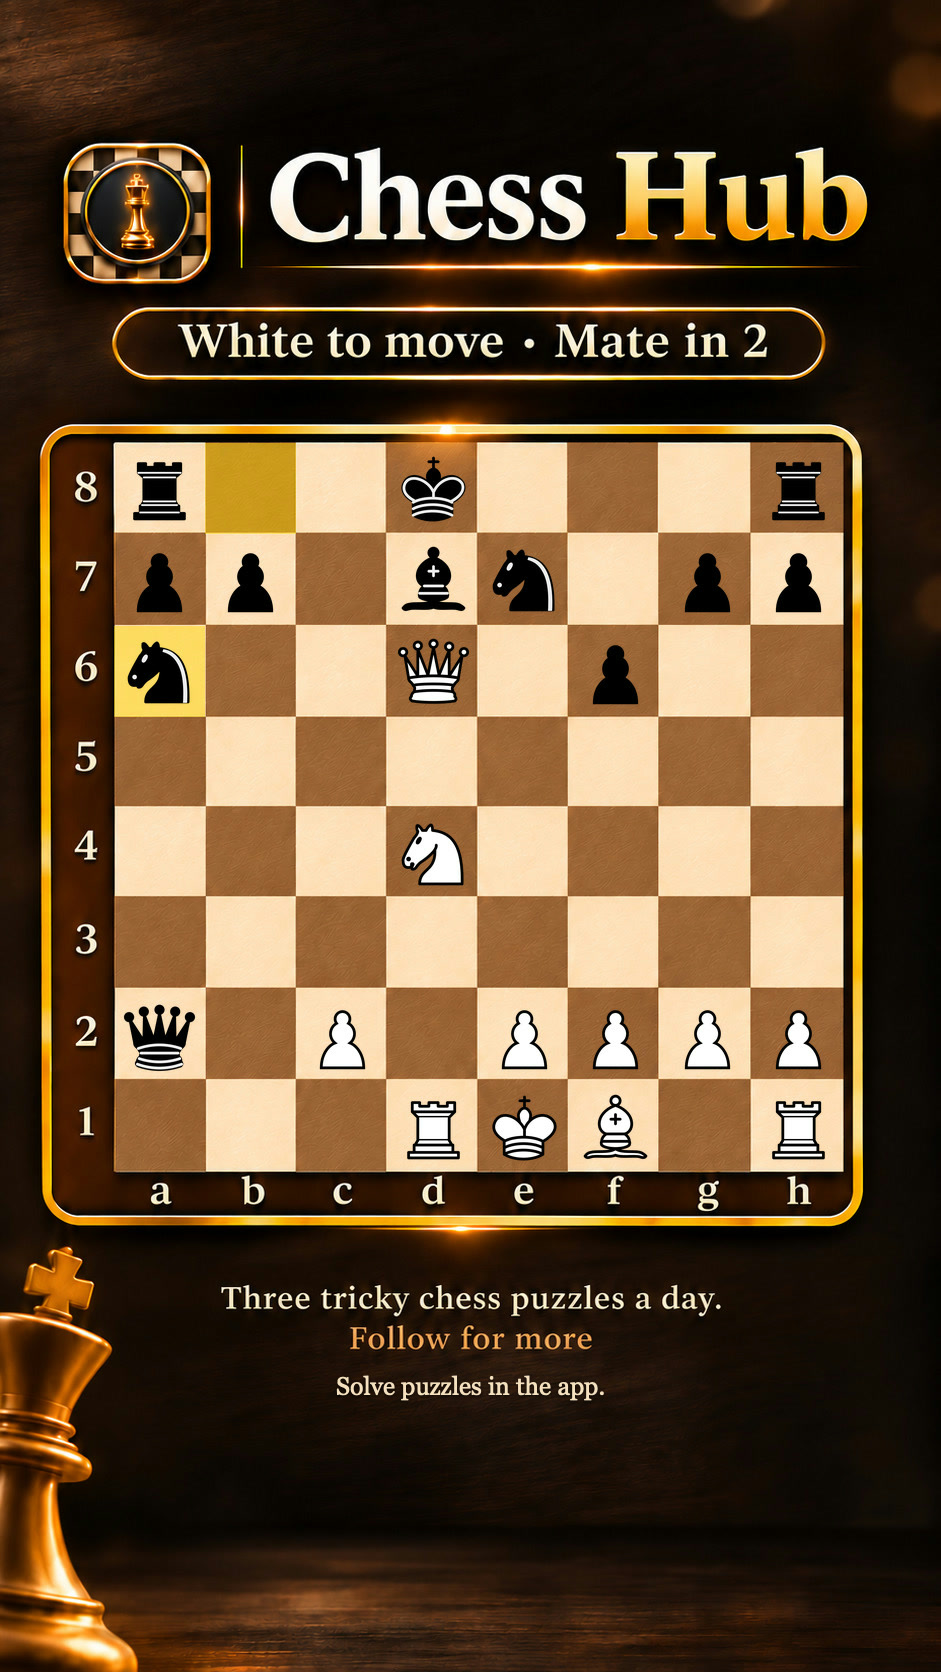 Chess Hub
White to move • Mate in 2
8
7
6
5
4
3
2
1
a b c d e f g h
Three tricky chess puzzles a day.
Follow for more
Solve puzzles in the app.